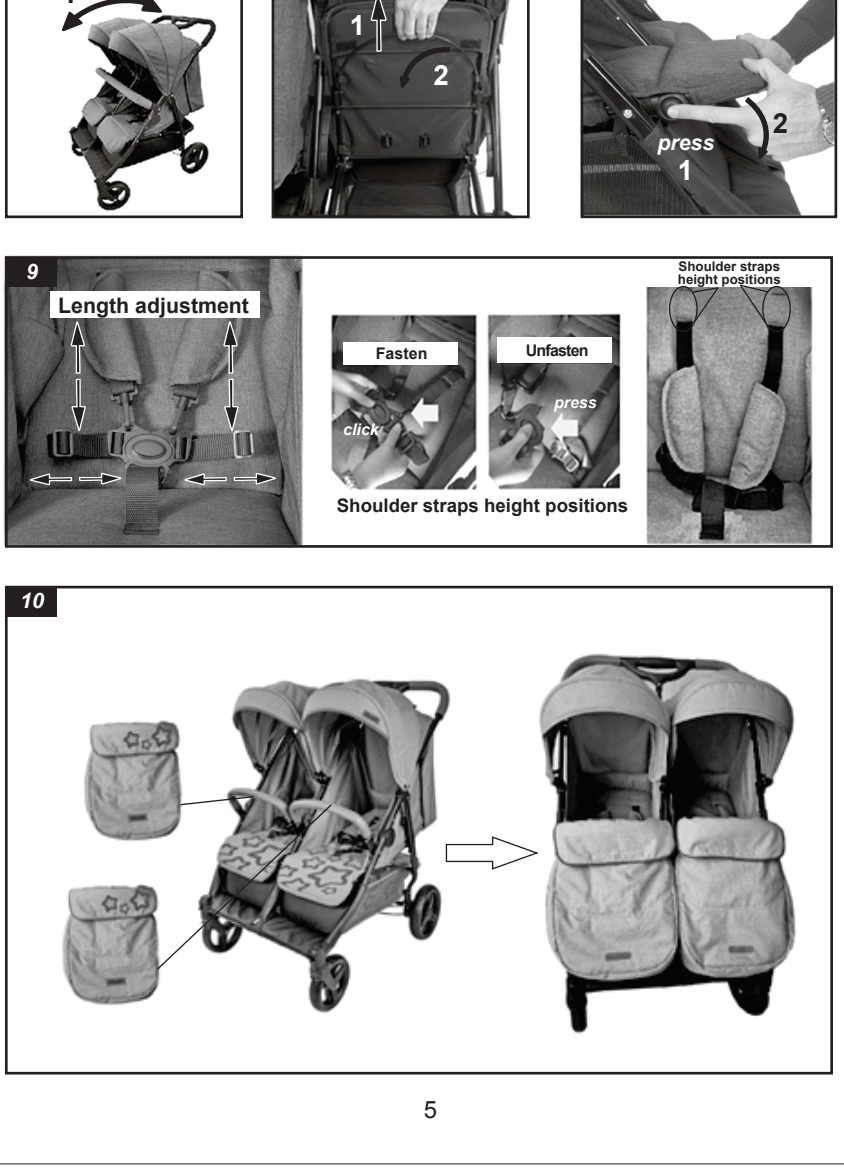 1
2
press
1
2
9
Length adjustment
Fasten
click
Unfasten
press
Shoulder straps height positions
Shoulder straps
height positions
10
5